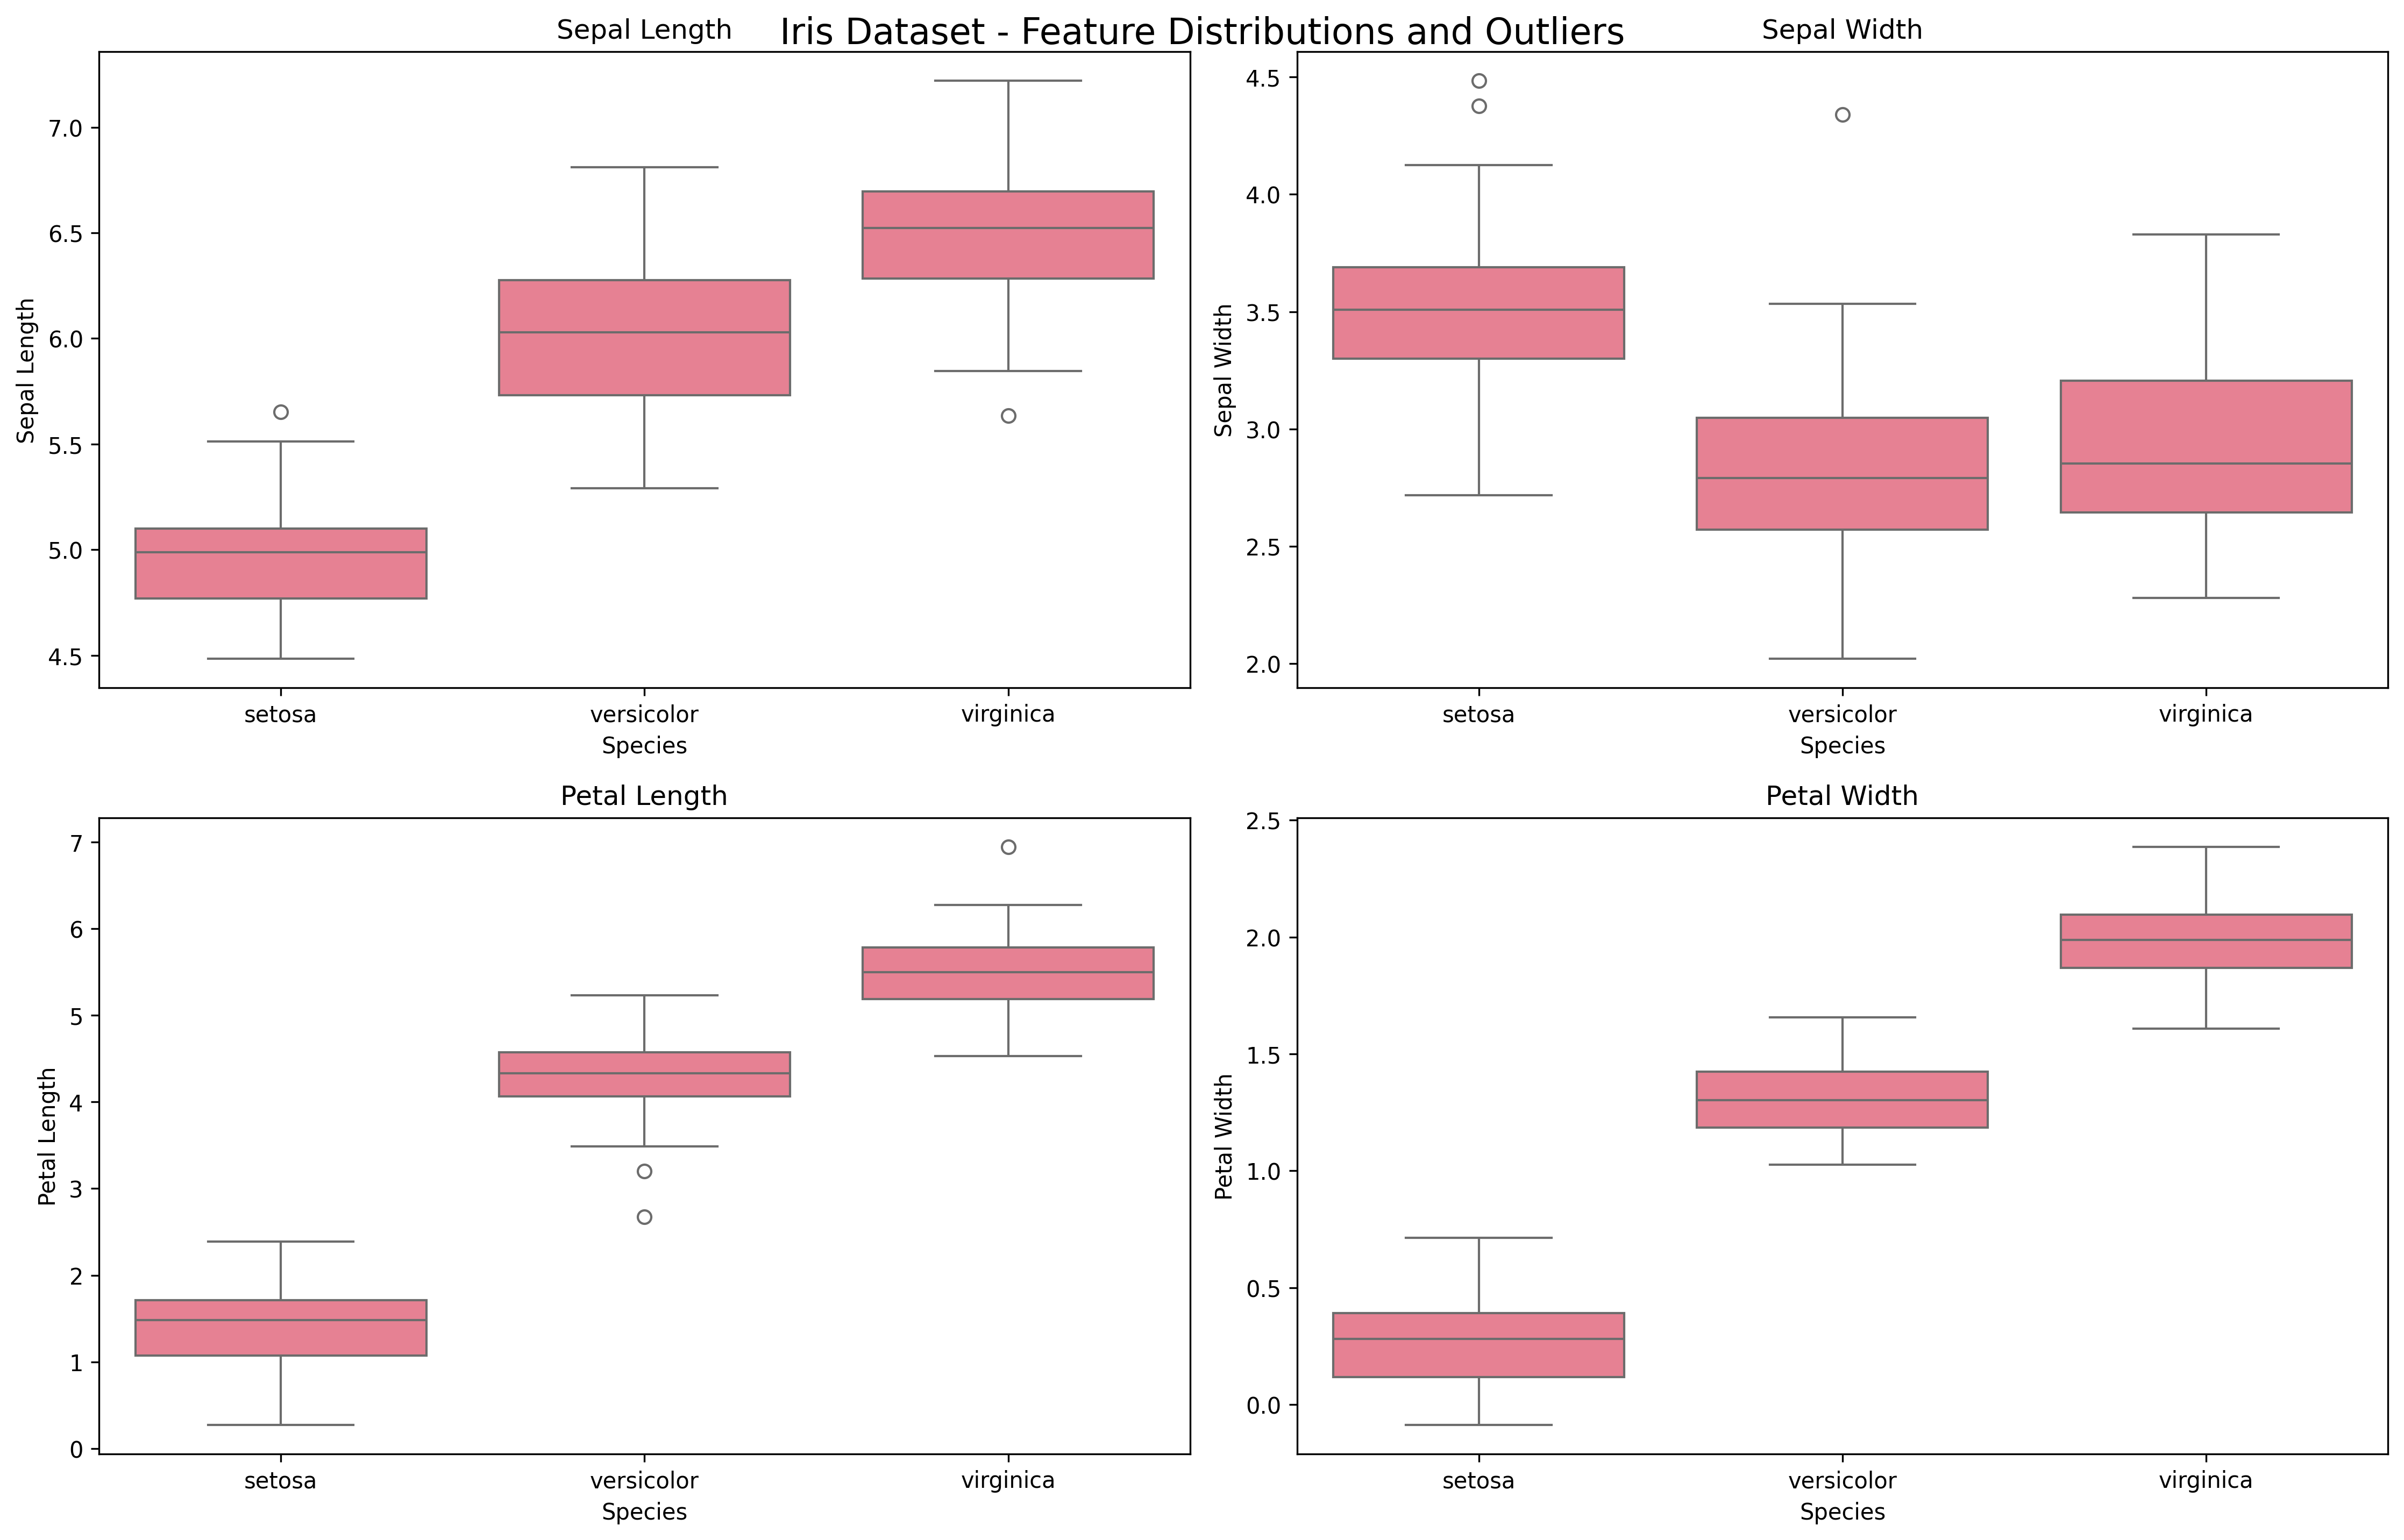 Iris Dataset - Feature Distributions and Outliers
Sepal Length
Sepal Length
7.0
6.5
6.0
5.5
5.0
4.5
setosa versicolor virginica
Species
Sepal Width
Sepal Width
4.5
4.0
3.5
3.0
2.5
2.0
setosa versicolor virginica
Species
Petal Length
Petal Length
7
6
5
4
3
2
1
0
setosa versicolor virginica
Species
Petal Width
Petal Width
2.5
2.0
1.5
1.0
0.5
0.0
setosa versicolor virginica
Species